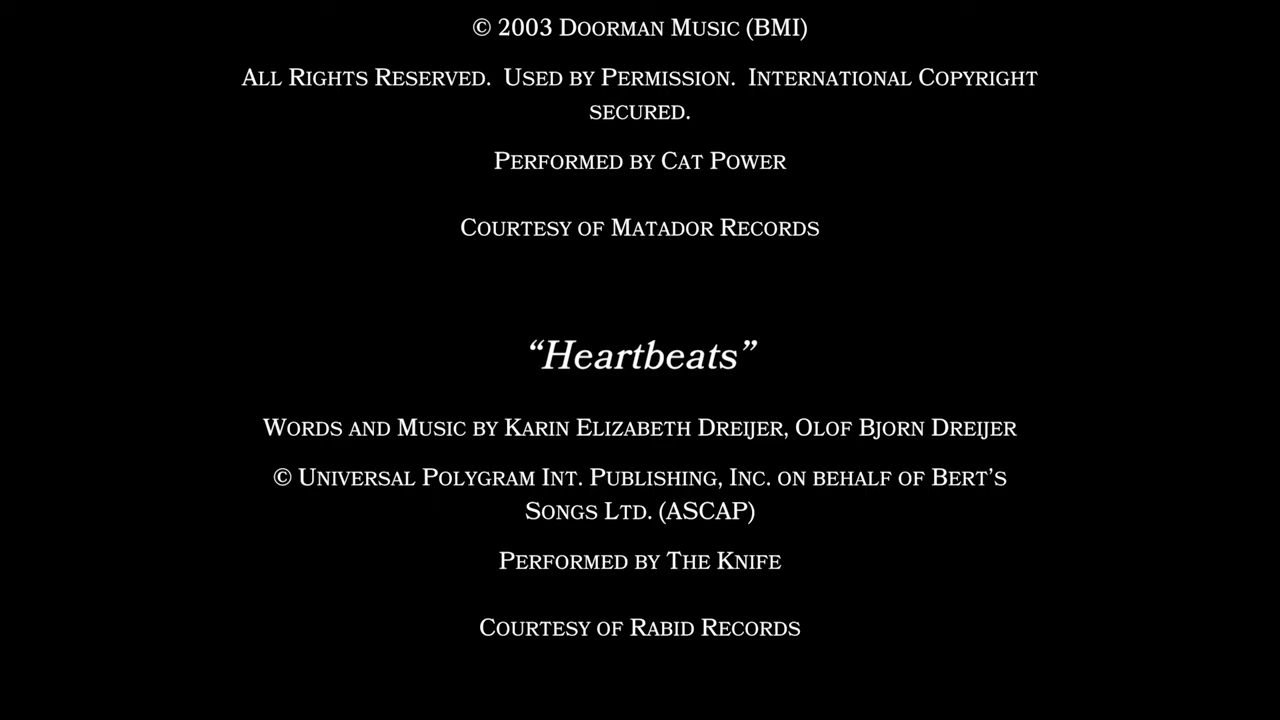 © 2003 Doorman Music (BMI)
All Rights Reserved. Used by Permission. International Copyright
secured.
Performed by Cat Power
Courtesy of Matador Records
“Heartbeats”
Words and Music by Karin Elizabeth Dreijer, Olof Bjorn Dreijer
© Universal Polygram Int. Publishing, Inc. on behalf of Bert’s
Songs Ltd. (ASCAP)
Performed by The Knife
Courtesy of Rabid Records